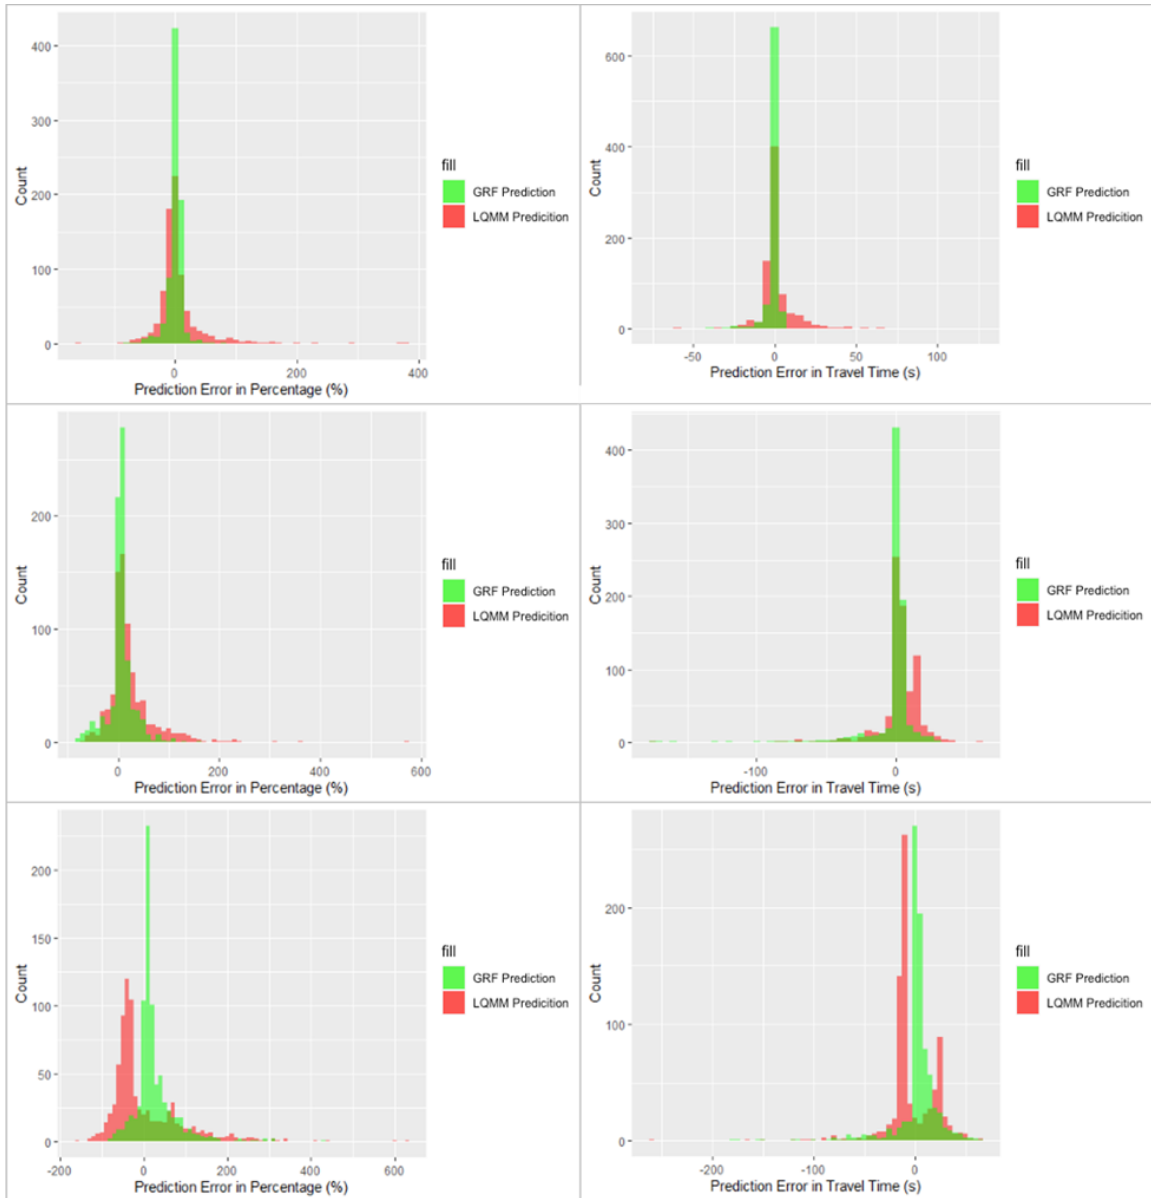 400
300
200
100
0
Count
0
200
400
Prediction Error in Percentage (%)
fill
GRF Prediction
LQMM Predicition
600
400
200
0
Count
-50
0
50
100
Prediction Error in Travel Time (s)
fill
GRF Prediction
LQMM Predicition
200
100
0
Count
0
200
400
600
Prediction Error in Percentage (%)
fill
GRF Prediction
LQMM Predicition
400
300
200
100
0
Count
-100
0
Prediction Error in Travel Time (s)
fill
GRF Prediction
LQMM Predicition
200
150
100
50
0
Count
-200
0
200
400
600
Prediction Error in Percentage (%)
fill
GRF Prediction
LQMM Predicition
200
100
0
Count
-200
-100
0
Prediction Error in Travel Time (s)
fill
GRF Prediction
LQMM Predicition